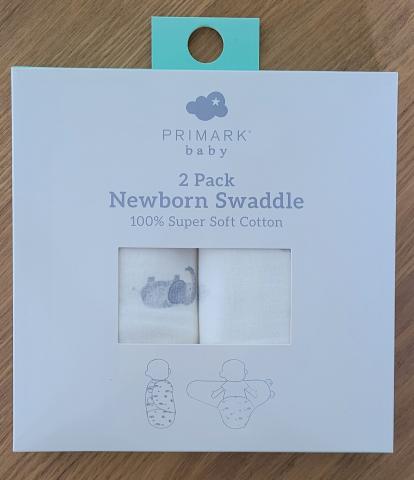 PRIMARK®
baby
2 Pack
Newborn Swaddle
100% Super Soft Cotton